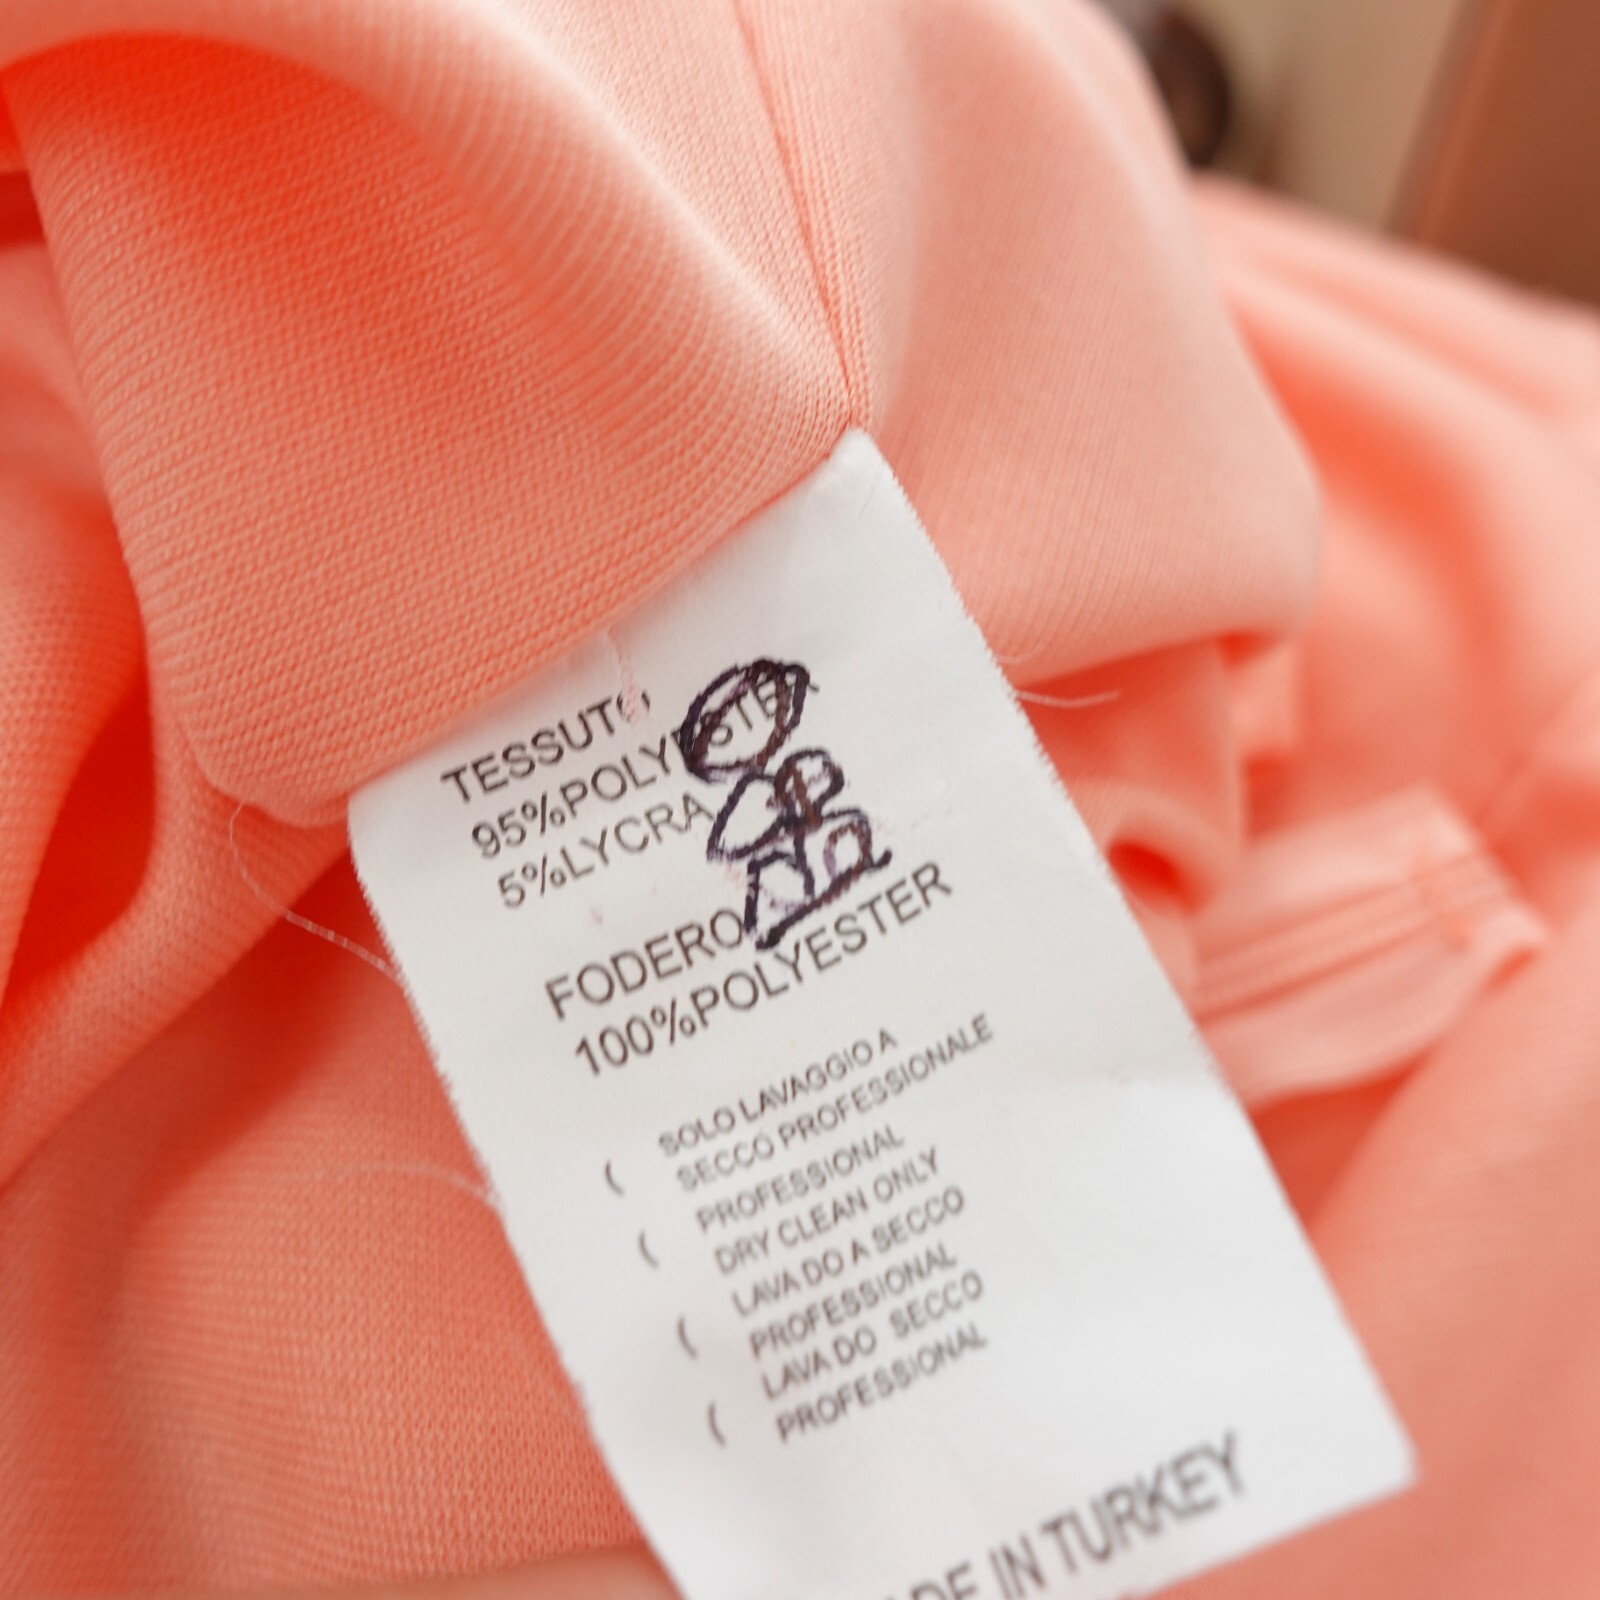 TESSUTO
95%POLYESTER
5%LYCRA
FODERO
100%POLYESTER
SOLO LAVAGGIO A
SECCO PROFESSIONALE
PROFESSIONAL
DRY CLEAN ONLY
LAVA DO A SECCO
PROFESSIONAL
LAVA DO SECCO
PROFESSIONAL
MADE IN TURKEY